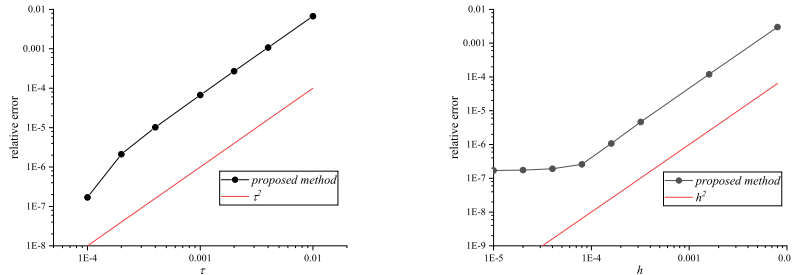 0.01
0.001
1E-4
1E-5
1E-6
1E-7
1E-8
relative error
1E-4
0.001
0.01
τ
proposed method
τ²
0.01
0.001
1E-4
1E-5
1E-6
1E-7
1E-8
1E-9
relative error
1E-5
1E-4
0.001
0.0
h
proposed method
h²